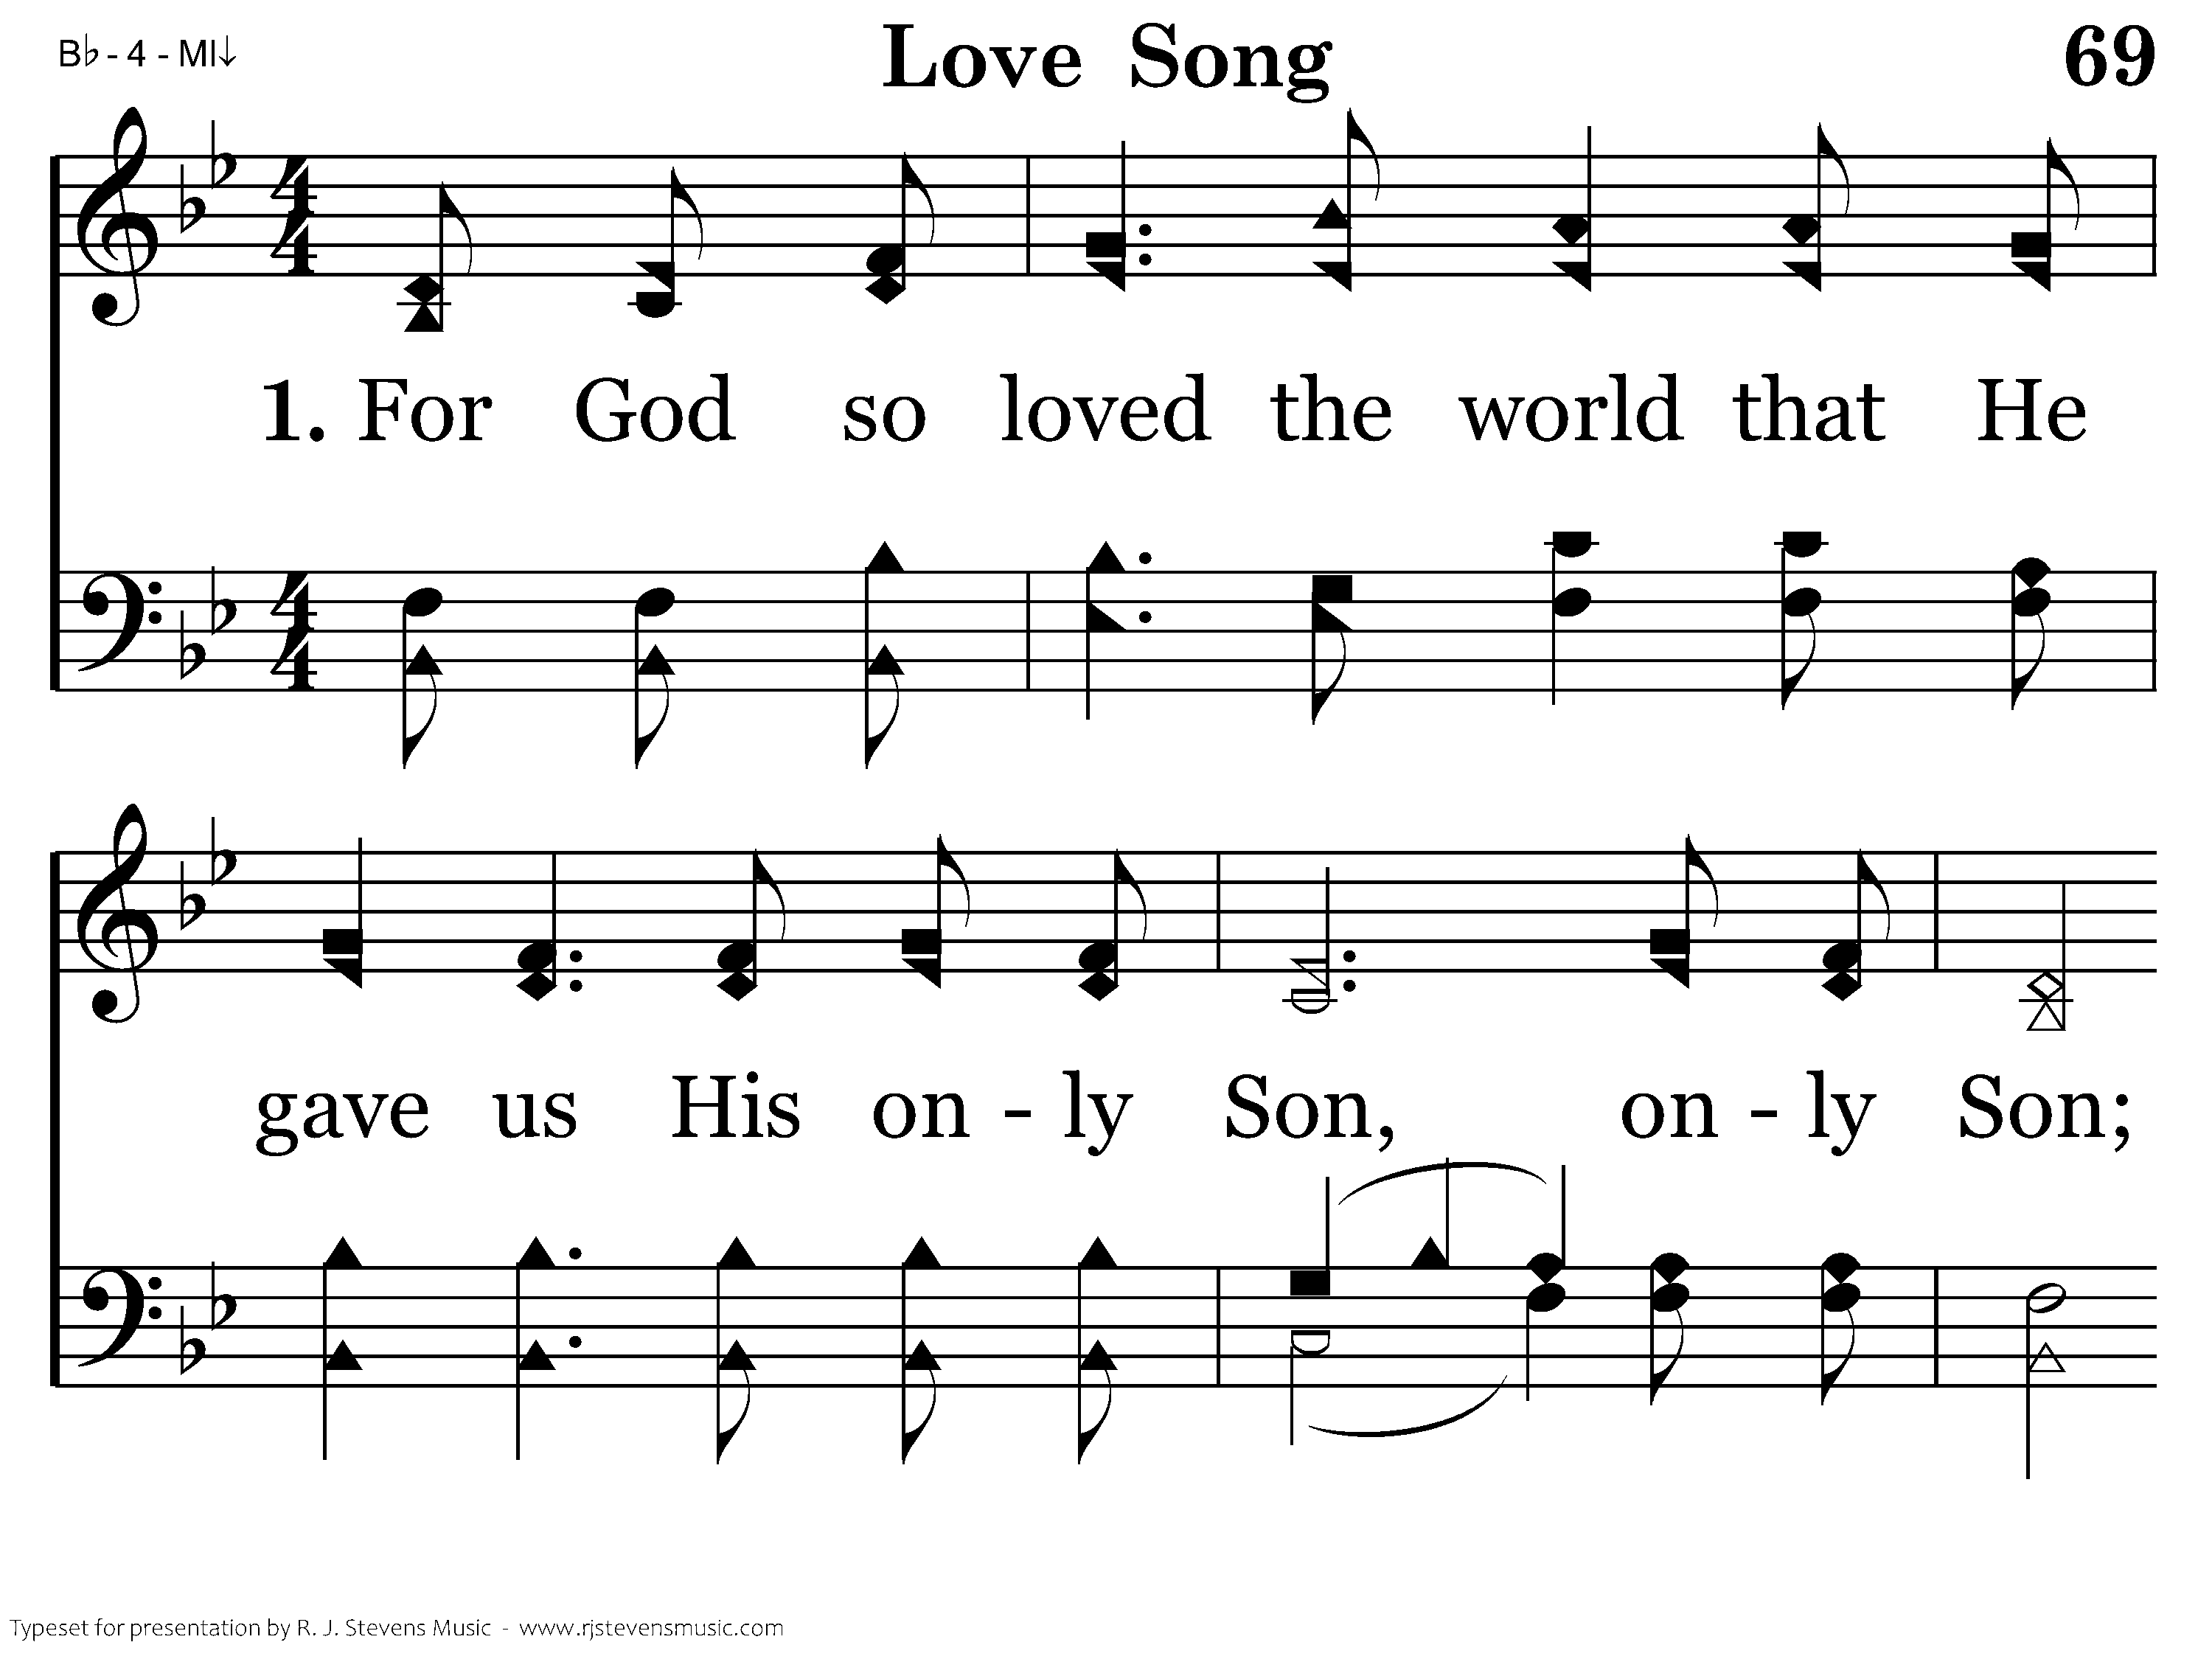 B♭ - 4 - MI↓
Love Song
69
1. For God so loved the world that He
gave us His on - ly Son, on - ly Son;
Typeset for presentation by R. J. Stevens Music - www.rjstevensmusic.com